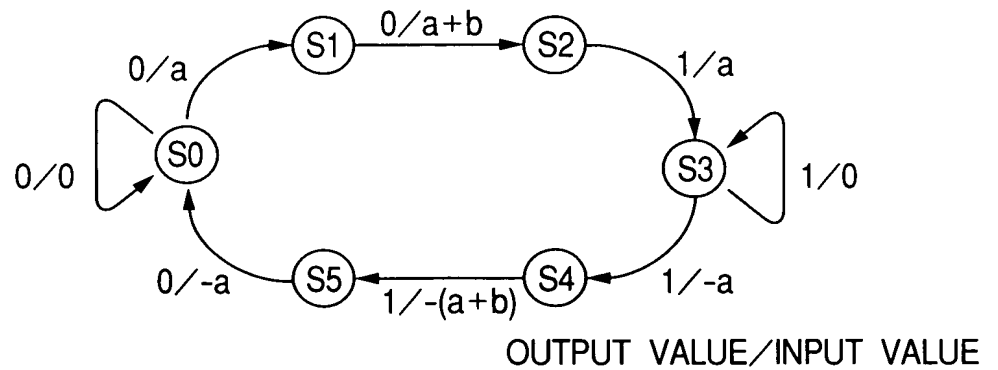 0/a+b
S1
S2
0/a
1/a
S0
S3
0/0
1/0
0/-a
S5
S4
1/-a
1/-(a+b)
OUTPUT VALUE/INPUT VALUE